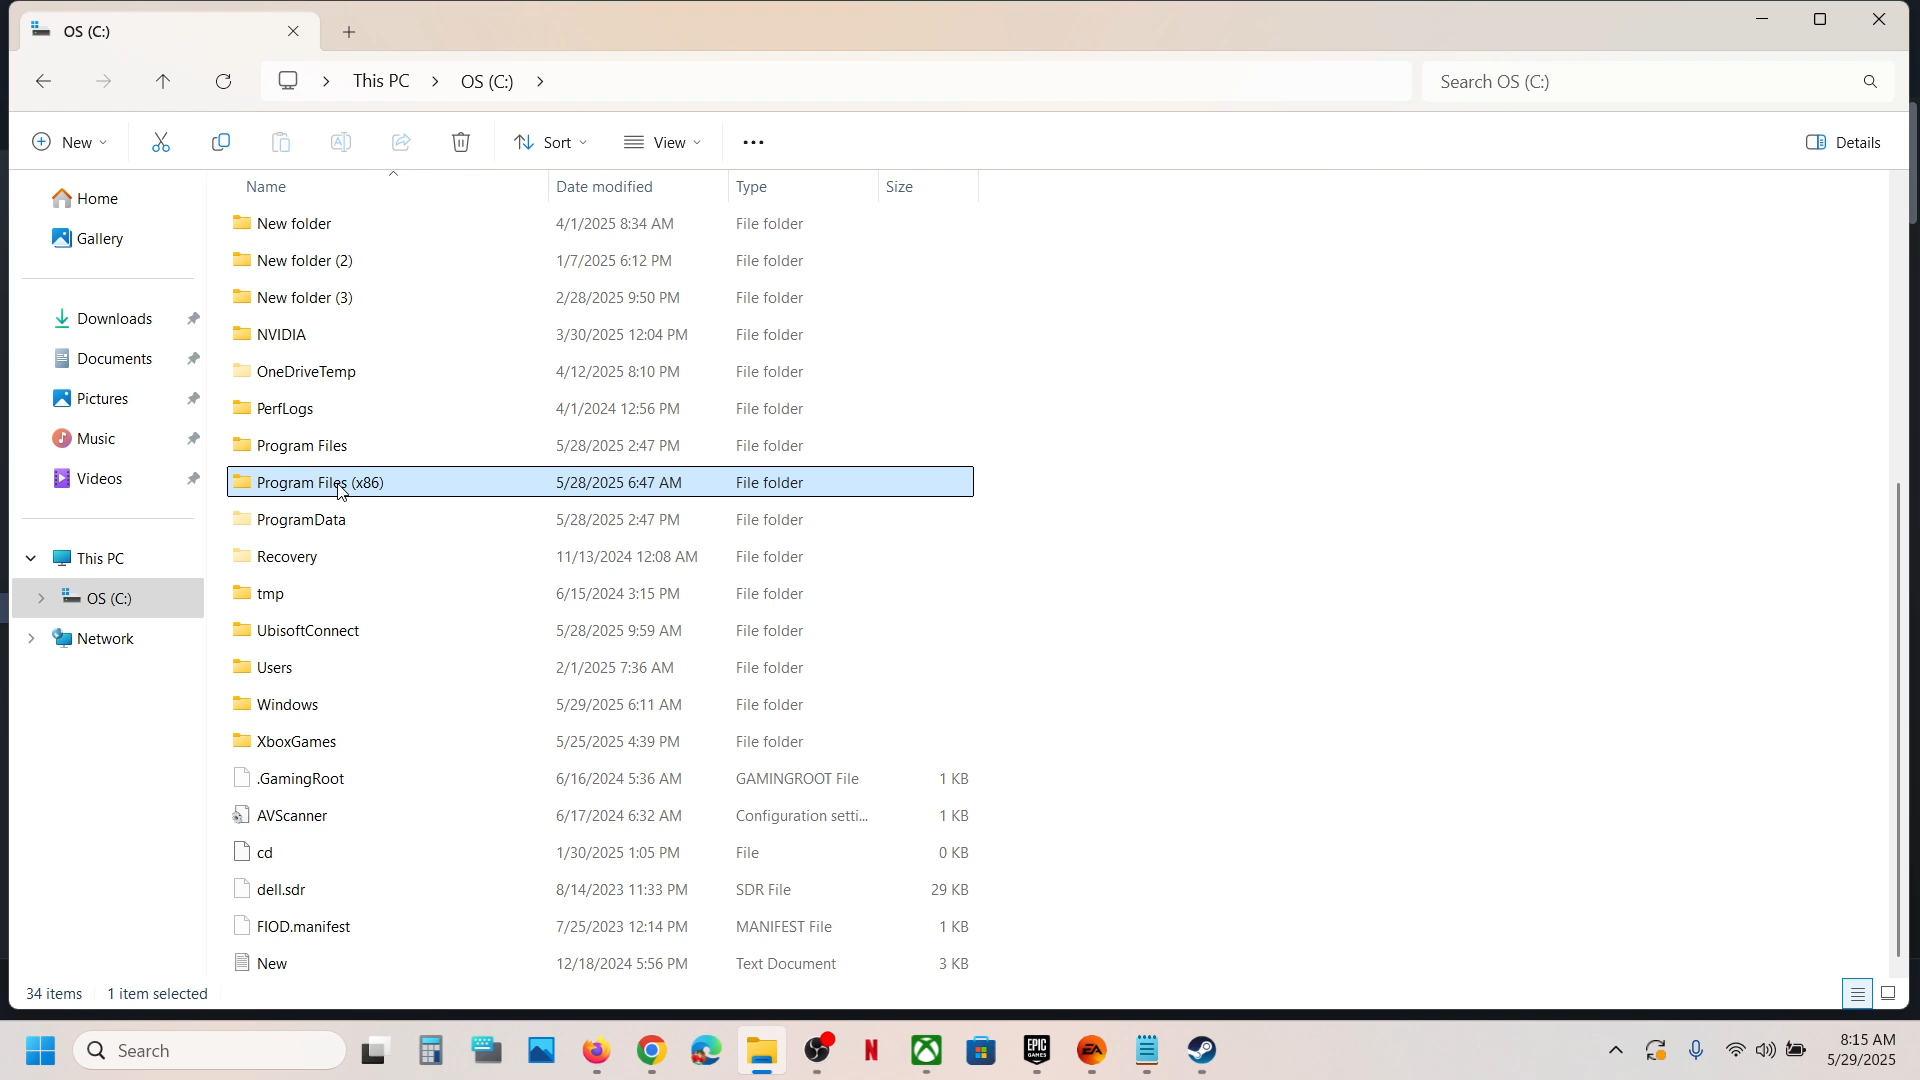 OS (C:)
This PC > OS (C:) >
Search OS (C:)
New
Sort
View
Details
Name Date modified Type Size
Home
Gallery
Downloads
Documents
Pictures
Music
Videos
This PC
OS (C:)
Network
New folder 4/1/2025 8:34 AM File folder
New folder (2) 1/7/2025 6:12 PM File folder
New folder (3) 2/28/2025 9:50 PM File folder
NVIDIA 3/30/2025 12:04 PM File folder
OneDriveTemp 4/12/2025 8:10 PM File folder
PerfLogs 4/1/2024 12:56 PM File folder
Program Files 5/28/2025 2:47 PM File folder
Program Files (x86) 5/28/2025 6:47 AM File folder
ProgramData 5/28/2025 2:47 PM File folder
Recovery 11/13/2024 12:08 AM File folder
tmp 6/15/2024 3:15 PM File folder
UbisoftConnect 5/28/2025 9:59 AM File folder
Users 2/1/2025 7:36 AM File folder
Windows 5/29/2025 6:11 AM File folder
XboxGames 5/25/2025 4:39 PM File folder
.GamingRoot 6/16/2024 5:36 AM GAMINGROOT File 1 KB
AVScanner 6/17/2024 6:32 AM Configuration setti... 1 KB
cd 1/30/2025 1:05 PM File 0 KB
dell.sdr 8/14/2023 11:33 PM SDR File 29 KB
FIOD.manifest 7/25/2023 12:14 PM MANIFEST File 1 KB
New 12/18/2024 5:56 PM Text Document 3 KB
34 items 1 item selected
Search
N
EPIC GAMES
EA
8:15 AM
5/29/2025